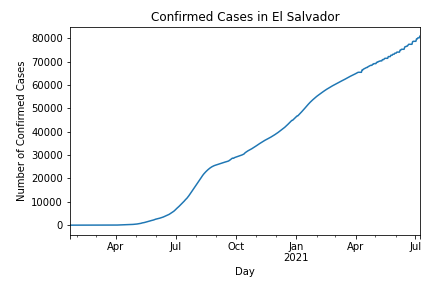 Confirmed Cases in El Salvador
80000
70000
60000
50000
40000
30000
20000
10000
0
Number of Confirmed Cases
Apr Jul Oct Jan Apr Jul
2021
Day